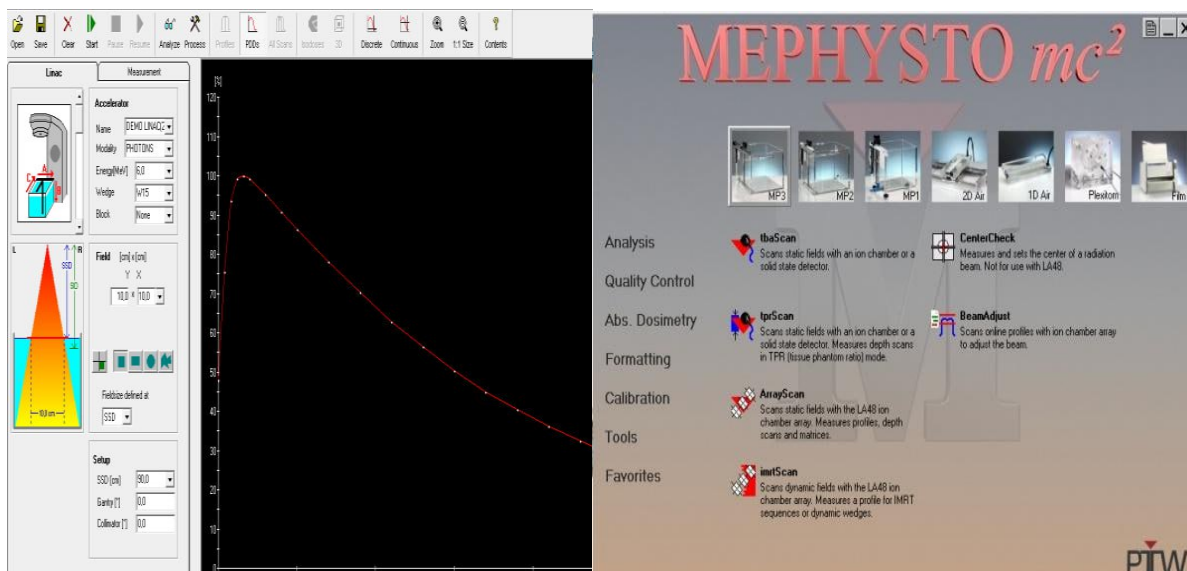 Open Save Clear Start Pause Resume Analyze Process Profiles PDDs All Scans Isodoses 3D Discrete Continuous Zoom 1:1 Size Contents
Linac Measurement
Accelerator
Name DEMO LINAC(2
Modality PHOTONS
Energy[MeV] 6,0
Wedge W15
Block None
A
C
B
L R
SSD
Field [cm] x [cm]
Y X
10,0 * 10,0
10,0 cm
Fieldsize defined at
SSD
Setup
SSD [cm] 90,0
Gantry [°] 0,0
Collimator [°] 0,0
[%]
120
110
100
90
80
70
60
50
40
30
20
10
0
MEPHYSTO mc²
MP3 MP2 MP1 2D Air 1D Air Plexitom Film
Analysis
Quality Control
Abs. Dosimetry
Formatting
Calibration
Tools
Favorites
tbaScan
Scans static fields with an ion chamber or a
solid state detector.
CenterCheck
Measures and sets the center of a radiation
beam. Not for use with LA48.
tprScan
Scans static fields with an ion chamber or a
solid state detector. Measures depth scans
in TPR (tissue phantom ratio) mode.
BeamAdjust
Scans online profiles with ion chamber array
to adjust the beam.
ArrayScan
Scans static fields with the LA48 ion
chamber array. Measures profiles, depth
scans and matrices.
imrtScan
Scans dynamic fields with the LA48 ion
chamber array. Measures a profile for IMRT
sequences or dynamic wedges.
PTW